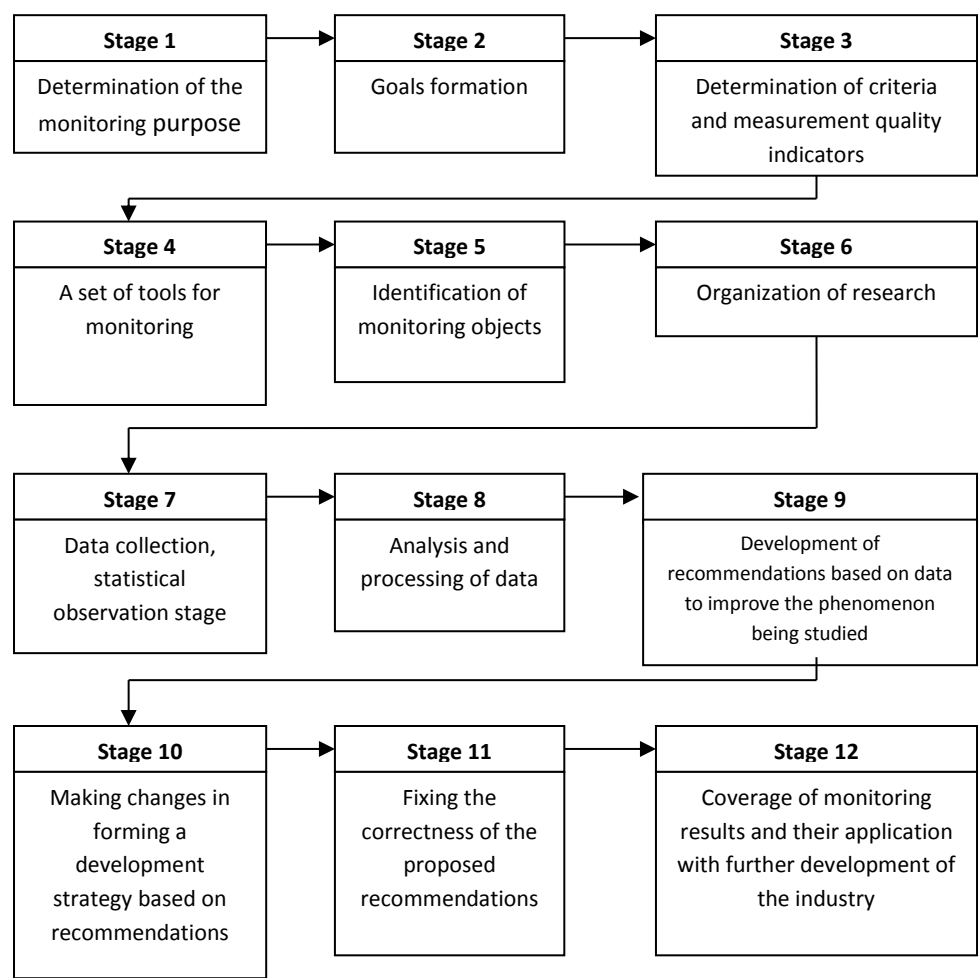 Stage 1
Determination of the
monitoring purpose
Stage 2
Goals formation
Stage 3
Determination of criteria
and measurement quality
indicators
Stage 4
A set of tools for
monitoring
Stage 5
Identification of
monitoring objects
Stage 6
Organization of research
Stage 7
Data collection,
statistical
observation stage
Stage 8
Analysis and
processing of data
Stage 9
Development of
recommendations based on data
to improve the phenomenon
being studied
Stage 10
Making changes in
forming a
development
strategy based on
recommendations
Stage 11
Fixing the
correctness of the
proposed
recommendations
Stage 12
Coverage of monitoring
results and their application
with further development of
the industry